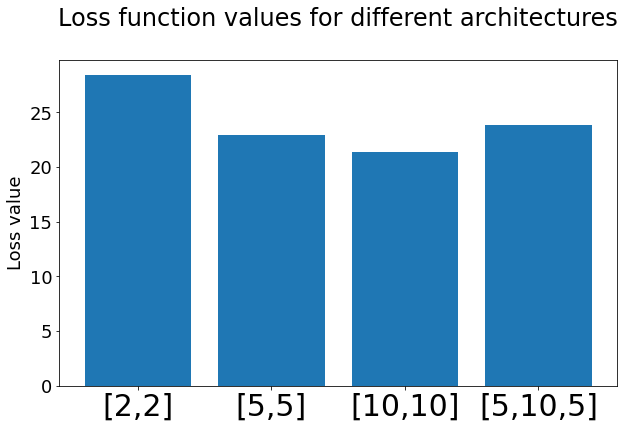 Loss function values for different architectures
Loss value
25
20
15
10
5
0
[2,2] [5,5] [10,10] [5,10,5]